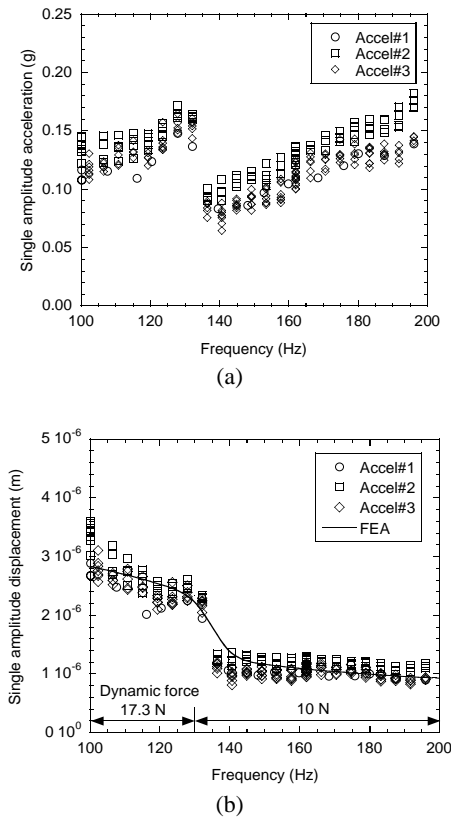 0.25
0.20
0.15
0.10
0.05
0.00
Single amplitude acceleration (g)
Accel#1
Accel#2
Accel#3
100 120 140 160 180 200
Frequency (Hz)
(a)
5 10⁻⁶
4 10⁻⁶
3 10⁻⁶
2 10⁻⁶
1 10⁻⁶
0 10⁰
Single amplitude displacement (m)
Accel#1
Accel#2
Accel#3
FEA
Dynamic force
17.3 N
10 N
100 120 140 160 180 200
Frequency (Hz)
(b)